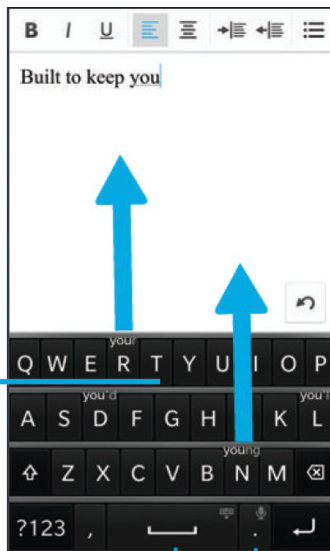 B I U
Built to keep you
your
Q W E R T Y U I O P
you'd you'l
A S D F G H K L
young
Z X C V B N M
?123 , .